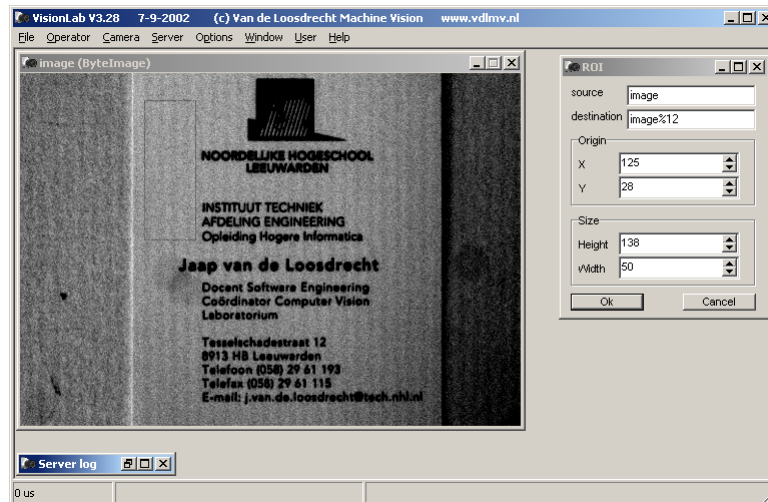 VisionLab V3.28 7-9-2002 (c) Van de Loosdrecht Machine Vision www.vdlmv.nl
File Operator Camera Server Options Window User Help
image (ByteImage)
NOORDELIJKE HOGESCHOOL
LEEUWARDEN
INSTITUUT TECHNIEK
AFDELING ENGINEERING
Opleiding Hogere Informatica
Jaap van de Loosdrecht
Docent Software Engineering
Coördinator Computer Vision
Laboratorium
Tesselschadestraat 12
8913 HB Leeuwarden
Telefoon (058) 29 61 193
Telefax (058) 29 61 115
E-mail: j.van.de.loosdrecht@tech.nhl.nl
ROI
source image
destination image%12
Origin
X 125
Y 28
Size
Height 138
Width 50
Ok Cancel
Server log
0 us